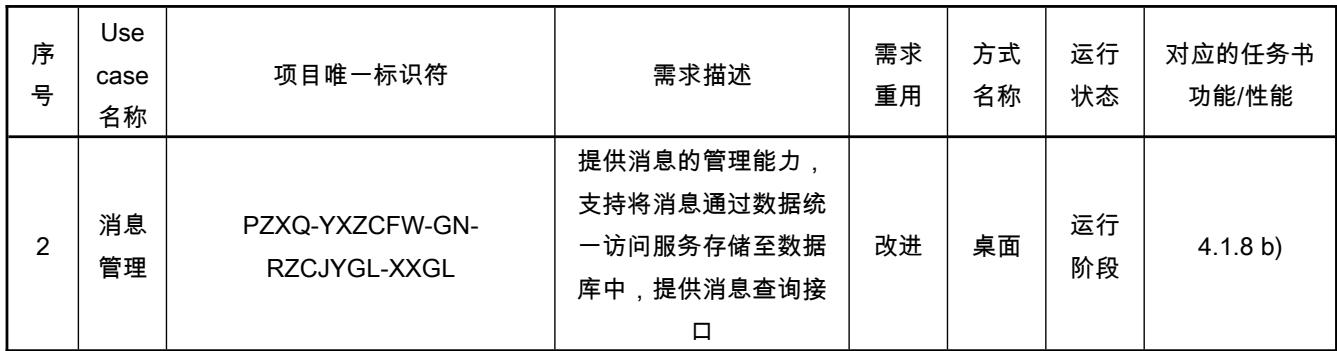 序号
Use case 名称
项目唯一标识符
需求描述
需求重用
方式名称
运行状态
对应的任务书功能/性能
2
消息管理
PZXQ-YXZCFW-GN-
RZCJYGL-XXGL
提供消息的管理能力，
支持将消息通过数据统
一访问服务存储至数据
库中，提供消息查询接
口
改进
桌面
运行
阶段
4.1.8 b)